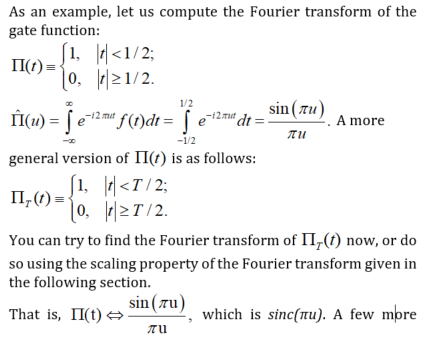 As an example, let us compute the Fourier transform of the
gate function:
Π(t) ≡ {1, |t| < 1/2; 0, |t| ≥ 1/2.
Π̂(u) = ∫_{-∞}^{∞} e^{-i2πut} f(t)dt = ∫_{-1/2}^{1/2} e^{-i2πut} dt = sin(πu)/πu. A more
general version of Π(t) is as follows:
Π_T(t) ≡ {1, |t| < T / 2; 0, |t| ≥ T / 2.
You can try to find the Fourier transform of Π_T(t) now, or do
so using the scaling property of the Fourier transform given in
the following section.
That is, Π(t) ⇔ sin(πu)/πu, which is sinc(πu). A few more